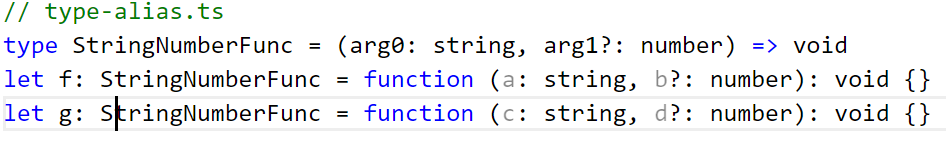 // type-alias.ts
type StringNumberFunc = (arg0: string, arg1?: number) => void
let f: StringNumberFunc = function (a: string, b?: number): void {}
let g: StringNumberFunc = function (c: string, d?: number): void {}